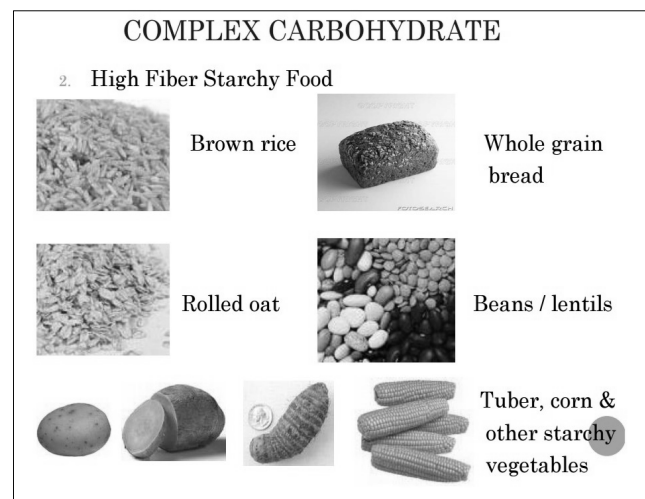 COMPLEX CARBOHYDRATE
2. High Fiber Starchy Food
Brown rice
Whole grain
bread
FOTOSEARCH
Rolled oat
Beans / lentils
Tuber, corn &
other starchy
vegetables